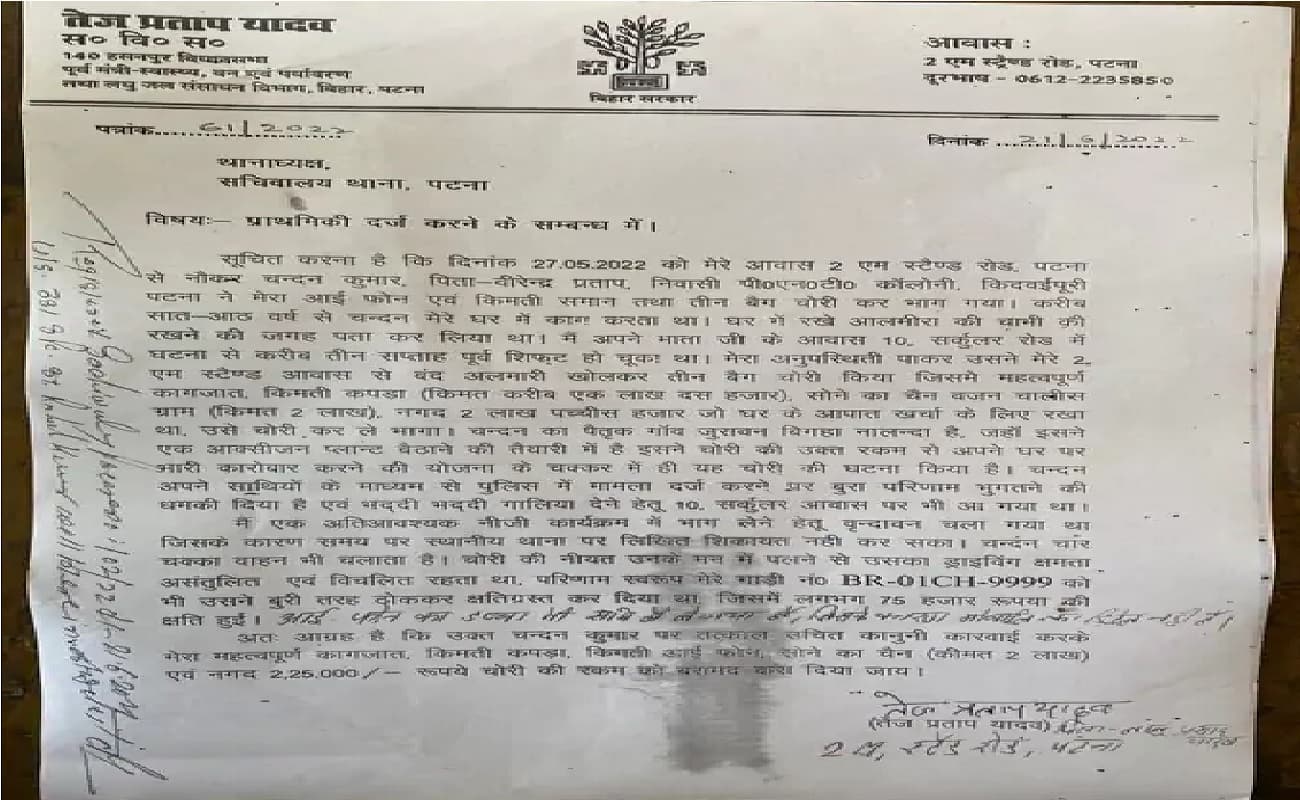 तेज प्रताप यादव
स० वि० स०
140 हसनपुर विधानसभा
पूर्व मंत्री-स्वास्थ्य, वन एवं पर्यावरण
तथा लघु जल संसाधन विभाग, बिहार, पटना
बिहार सरकार
आवास :
2 एम स्ट्रैण्ड रोड, पटना
दूरभाष - 0612-2235850
पत्रांक..... 61/2022
दिनांक ..... 21/6/2022
थानाध्यक्ष,
सचिवालय थाना, पटना
विषयः- प्राथमिकी दर्ज करने के सम्बन्ध में।
सूचित करना है कि दिनांक 27.05.2022 को मेरे आवास 2 एम स्टैण्ड रोड, पटना
से नौकर चन्दन कुमार, पिता-वीरेन्द्र प्रताप, निवासी पी०एन०टी० कॉलोनी, किदवईपूरी
पटना ने मेरा आई फोन एवं किमती समान तथा तीन बैग चोरी कर भाग गया। करीब
सात-आठ वर्ष से चन्दन मेरे घर में काग करता था। घर में रखे आलमीरा की चामी की
रखने की जगह पता कर लिया था। मैं अपने माता जी के आवास 10, सर्कुलर रोड में
घटना से करीब तीन सप्ताह पूर्व शिफ्ट हो चूका था। मेरा अनुपस्थिती पाकर उसने मेरे 2
एम स्टैण्ड आवास से बंद अलमारी खोलकर तीन बैग चोरी किया जिसमें महत्वपूर्ण
कागजात, किमती कपड़ा (किमत करीब एक लाख दस हजार), सोने का चैन वजन चालीस
ग्राम (किमत 2 लाख), नगद 2 लाख पच्चीस हजार जो घर के आपात खर्चा के लिए रखा
था, उसे चोरी कर ले भागा। चन्दन का पैतृक गाँव जुरावन बिगहा नालन्दा है, जहाँ इसने
एक आक्सीजन प्लान्ट बैठाने की तैयारी में है इसने चोरी की उक्त रकम से अपने घर पर
भारी कारोवार करने की योजना के चक्कर में ही यह चोरी की घटना किया है। चन्दन
अपने साथियों के माध्यम से पुलिस में मामला दर्ज करने पर बुरा परिणाम भुगतने की
धमकी दिया है एवं भद्दी भद्दी गालिया देने हेतू 10, सर्कुलर आवास पर भी आ गया था।
मैं एक अतिआवश्यक नीजी कार्यक्रम में भाग लेने हेतू वृन्दावन चला गया था
जिसके कारण समय पर स्थानीय थाना पर लिखित शिकायत नहीं कर सका। चन्दन चार
चक्का वाहन भी चलाता है। चोरी की नीयत उनके मन में पटने से उसका ड्राइविंग क्षमता
असंतुलित एवं विचलित रहता था, परिणाम स्वरूप मेरे गाड़ी नं० BR-01CH-9999 को
भी उसने बुरी तरह ठोककर क्षतिग्रस्त कर दिया था, जिसमें लगभग 75 हजार रूपया की
क्षति हुई।
अतः आग्रह है कि उक्त चन्दन कुमार पर तत्काल उचित कानुनी कारवाई करके
मेरा महत्वपूर्ण कागजात, किमती कपड़ा, किमती आई फोन, सोने का चैन (कीमत 2 लाख)
एवं नगद 2,25,000/- रूपये चोरी की रकम को बरामद करा दिया जाय।
तेज प्रताप यादव
(तेज प्रताप यादव)
2 एम, स्टैंड रोड, पटना